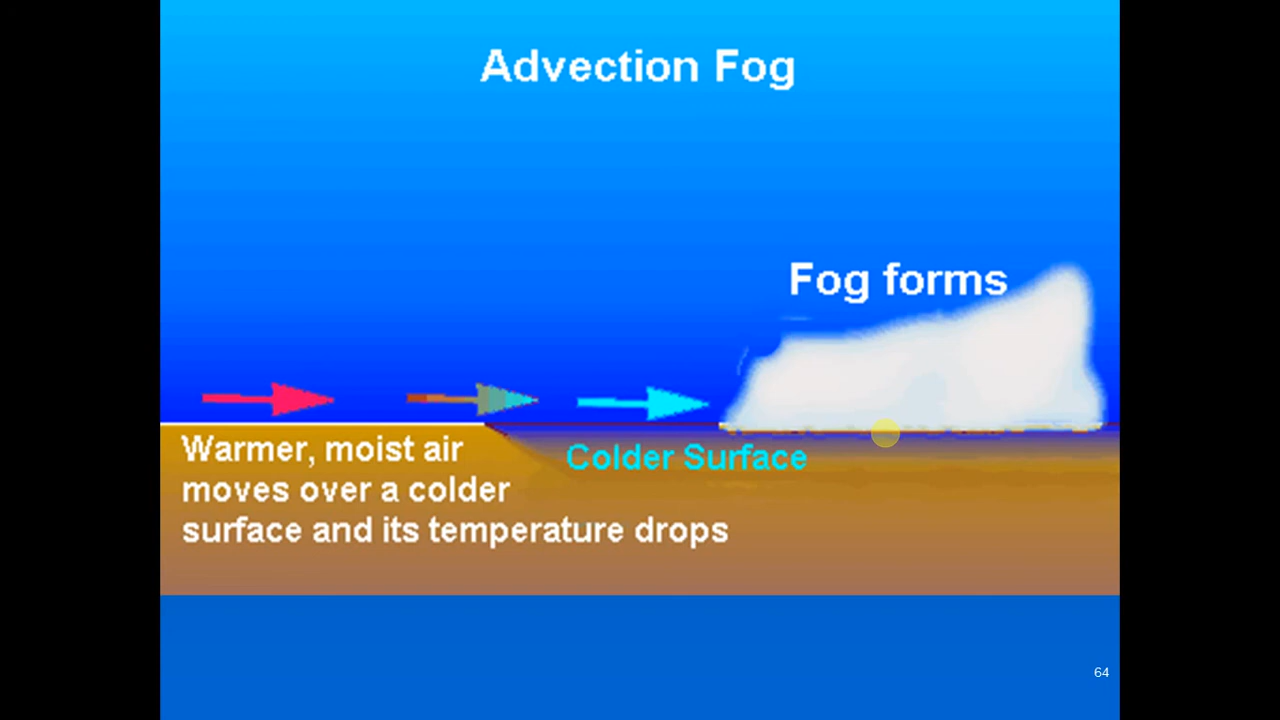 Advection Fog
Fog forms
Warmer, moist air
moves over a colder
surface and its temperature drops
Colder Surface
64